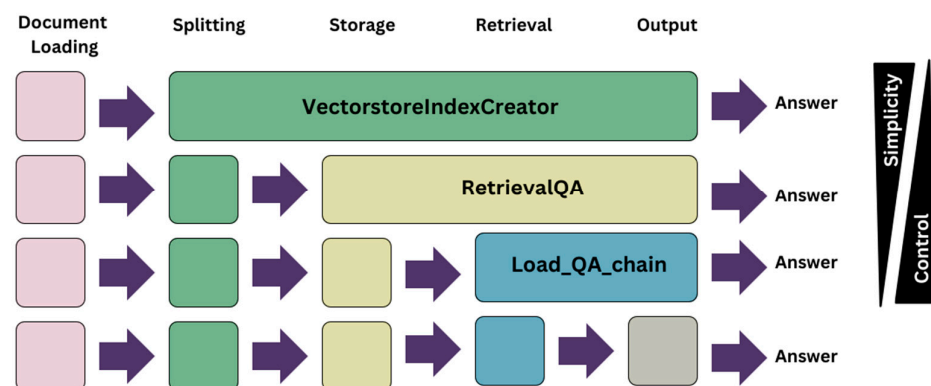 Document
Loading
Splitting
Storage
Retrieval
Output
VectorstoreIndexCreator
Answer
RetrievalQA
Answer
Load_QA_chain
Answer
Answer
Simplicity
Control